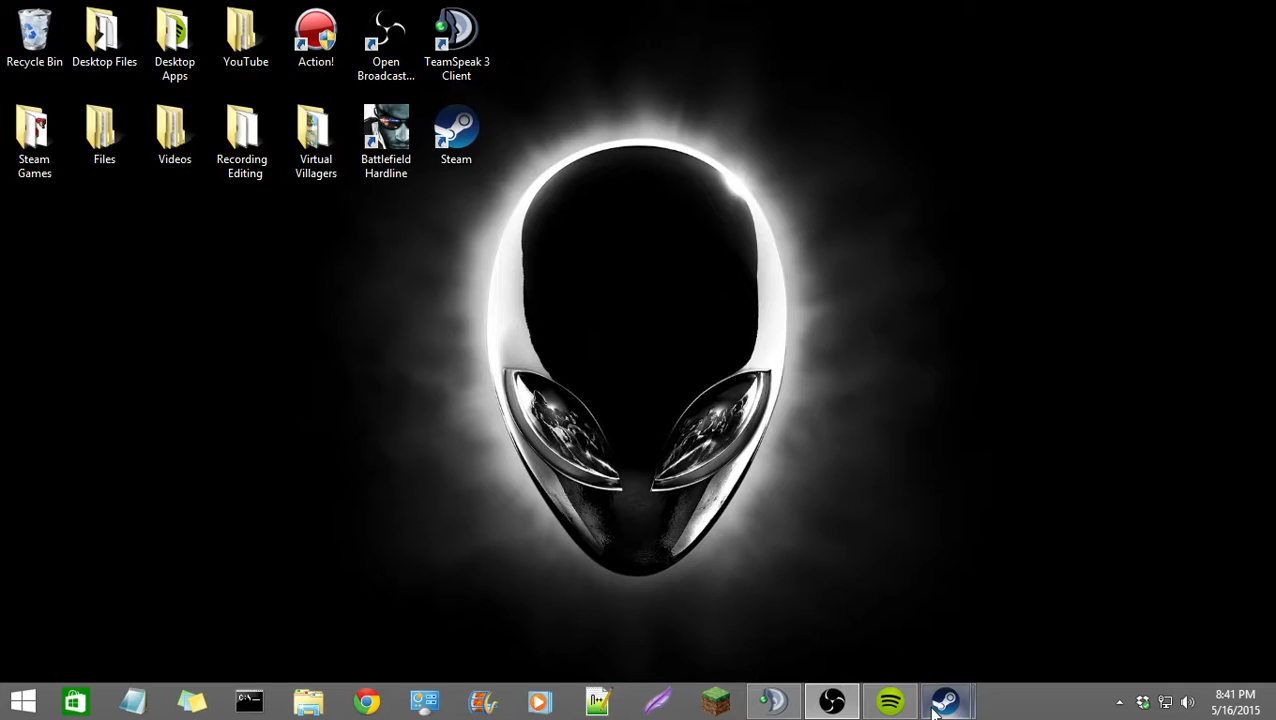 Recycle Bin
Desktop Files
Desktop
Apps
YouTube
Action!
Open
Broadcast...
TeamSpeak 3
Client
Steam
Games
Files
Videos
Recording
Editing
Virtual
Villagers
Battlefield
Hardline
Steam
C:\_
8:41 PM
5/16/2015